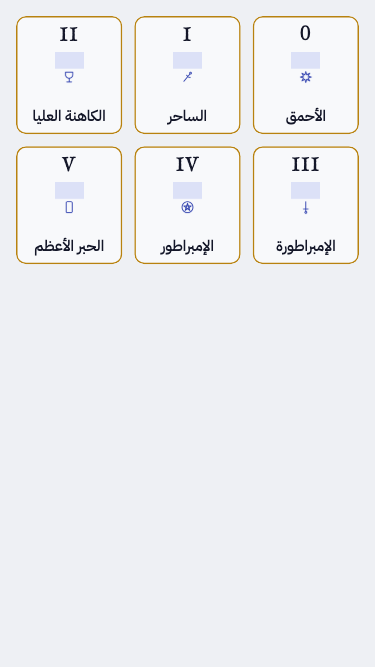 0
الأحمق
I
الساحر
II
الكاهنة العليا
III
الإمبراطورة
IV
الإمبراطور
V
الحبر الأعظم